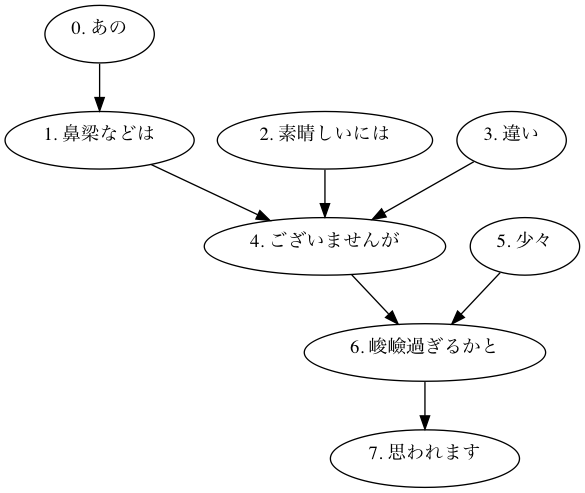 0. あの
1. 鼻梁などは
2. 素晴しいには
3. 違い
4. ございませんが
5. 少々
6. 峻嶮過ぎるかと
7. 思われます